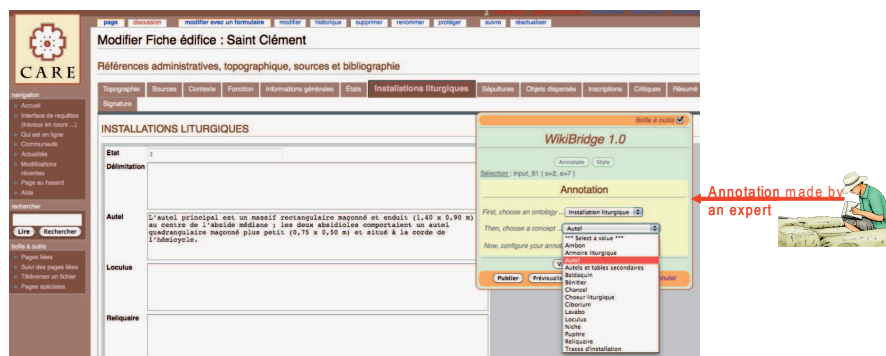 page discussion modifier avec un formulaire modifier historique supprimer renommer protéger suivre réactualiser
Modifier Fiche édifice : Saint Clément
Références administratives, topographique, sources et bibliographie
Topographie Sources Contexte Fonction Informations générales États Installations liturgiques Sépultures Objets dispersés Inscriptions Critiques Résumé
Signature
CARE
navigation
Accueil
Interface de requêtes
(travaux en cours ...)
Qui est en ligne
Communauté
Actualités
Modifications
récentes
Page au hasard
Aide
rechercher
Lire Rechercher
boîte à outils
Pages liées
Suivi des pages liées
Téléverser un fichier
Pages spéciales
INSTALLATIONS LITURGIQUES
Etat 3
Délimitation
Autel
L'autel principal est un massif rectangulaire maçonné et enduit (1,40 x 0,90 m)
au centre de l'abside médiane ; les deux absidioles comportaient un autel
quadrangulaire maçonné plus petit (0,75 x 0,50 m) et situé à la corde de
l'hémicycle.
Loculus
Reliquaire
Boîte à outils
WikiBridge 1.0
Annotate Style
Sélection : input_81 ( s=2, e=7 )
Annotation
First, choose an ontology ... Installation liturgique
Then, choose a concept ... Autel
Now, configure your annot
Publier Prévisualis
*** Select a value ***
Ambon
Armoire liturgique
Autel
Autels et tables secondaires
Baldaquin
Bénitier
Chancel
Choeur liturgique
Ciborium
Lavabo
Loculus
Niche
Pupitre
Reliquaire
Traces d'installation
Annotation made by
an expert